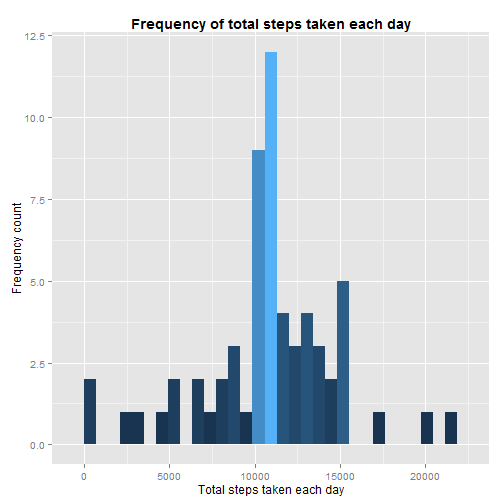 Frequency of total steps taken each day
12.5
10.0
7.5
5.0
2.5
0.0
Frequency count
0 5000 10000 15000 20000
Total steps taken each day